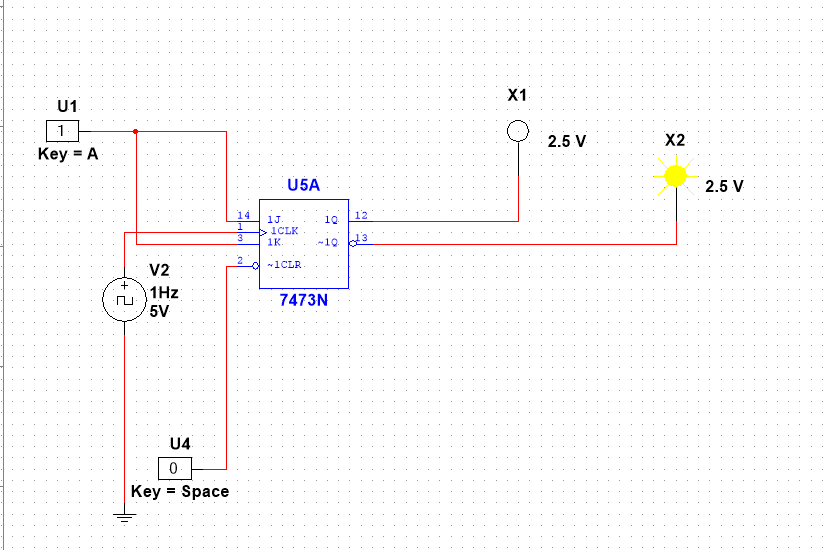 X1
2.5 V
X2
2.5 V
U1
1
Key = A
U5A
14
1J
1Q
12
1
1CLK
3
1K
~1Q
13
2
~1CLR
7473N
V2
1Hz
5V
U4
0
Key = Space